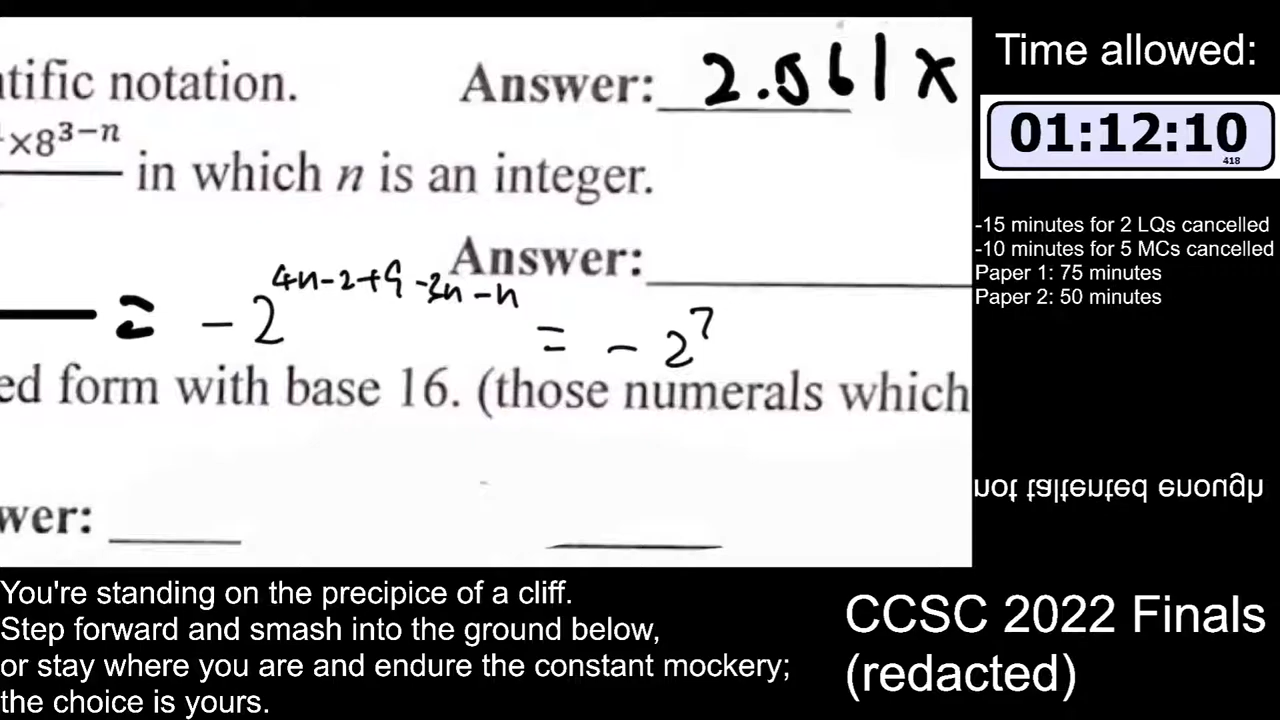 tific notation. Answer: 2.561 x
×8^{3−n} in which n is an integer.
Answer:
= -2^{4n-2+9-3n-n} = -2^7
ed form with base 16. (those numerals which
wer:
Time allowed:
01:12:10
418
-15 minutes for 2 LQs cancelled
-10 minutes for 5 MCs cancelled
Paper 1: 75 minutes
Paper 2: 50 minutes
not taltented enough
You're standing on the precipice of a cliff.
Step forward and smash into the ground below,
or stay where you are and endure the constant mockery;
the choice is yours.
CCSC 2022 Finals
(redacted)